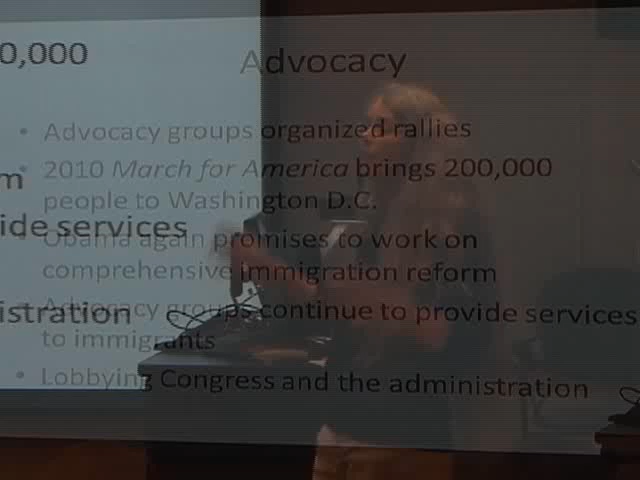 Advocacy
• Advocacy groups organized rallies
• 2010 March for America brings 200,000
people to Washington D.C.
• Obama again promises to work on
comprehensive immigration reform
• Advocacy groups continue to provide services
to immigrants
• Lobbying Congress and the administration
0,000
m
ide services
istration